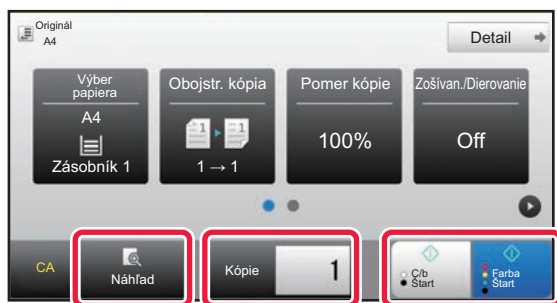 Originál
A4
Detail
Výber
papiera
A4
Zásobník 1
Obojstr. kópia
1 → 1
Pomer kópie
100%
Zošívan./Dierovanie
Off
CA
Náhľad
Kópie
1
Č/b
Štart
Farba
Štart